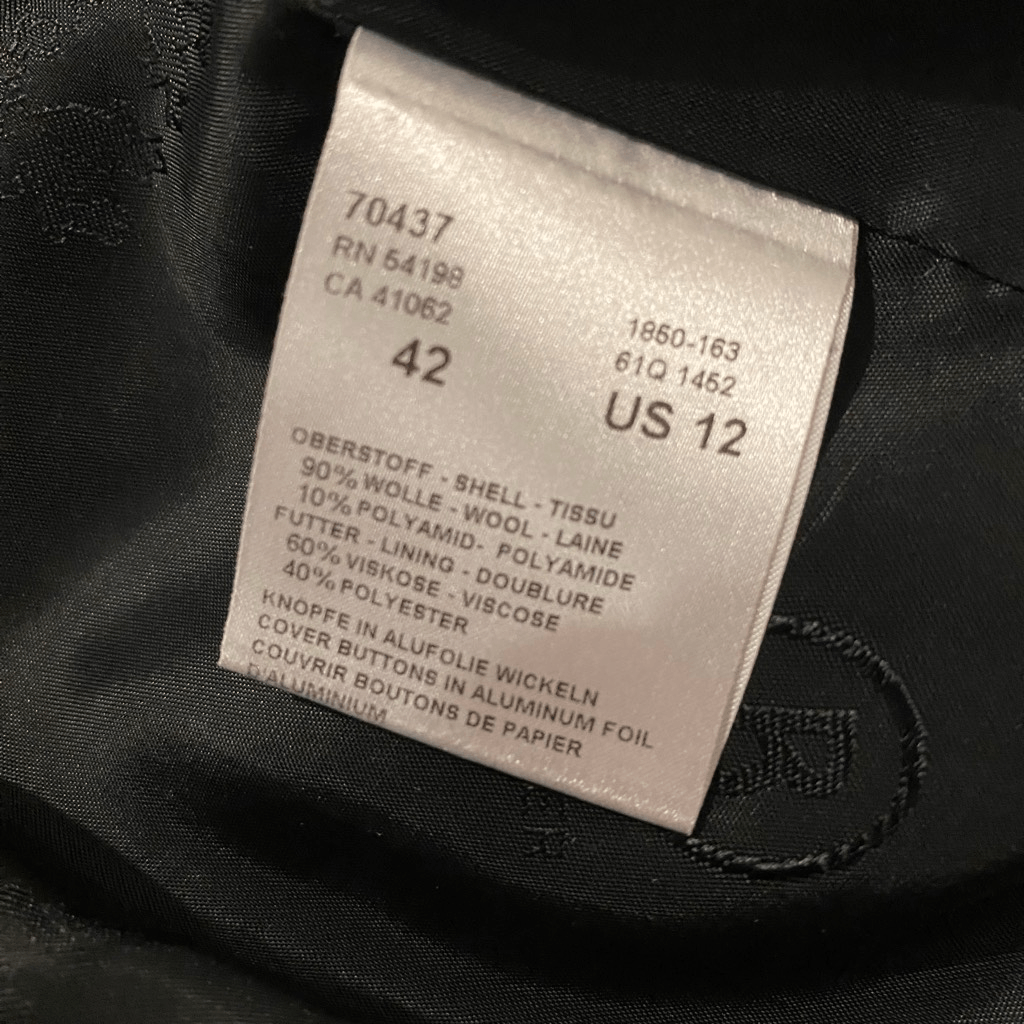 70437
RN 54198
CA 41062
42
1850-163
61Q 1452
US 12
OBERSTOFF - SHELL - TISSU
90% WOLLE - WOOL - LAINE
10% POLYAMID- POLYAMIDE
FUTTER - LINING - DOUBLURE
60% VISKOSE - VISCOSE
40% POLYESTER
KNOPFE IN ALUFOLIE WICKELN
COVER BUTTONS IN ALUMINUM FOIL
COUVRIR BOUTONS DE PAPIER
D'ALUMINIUM